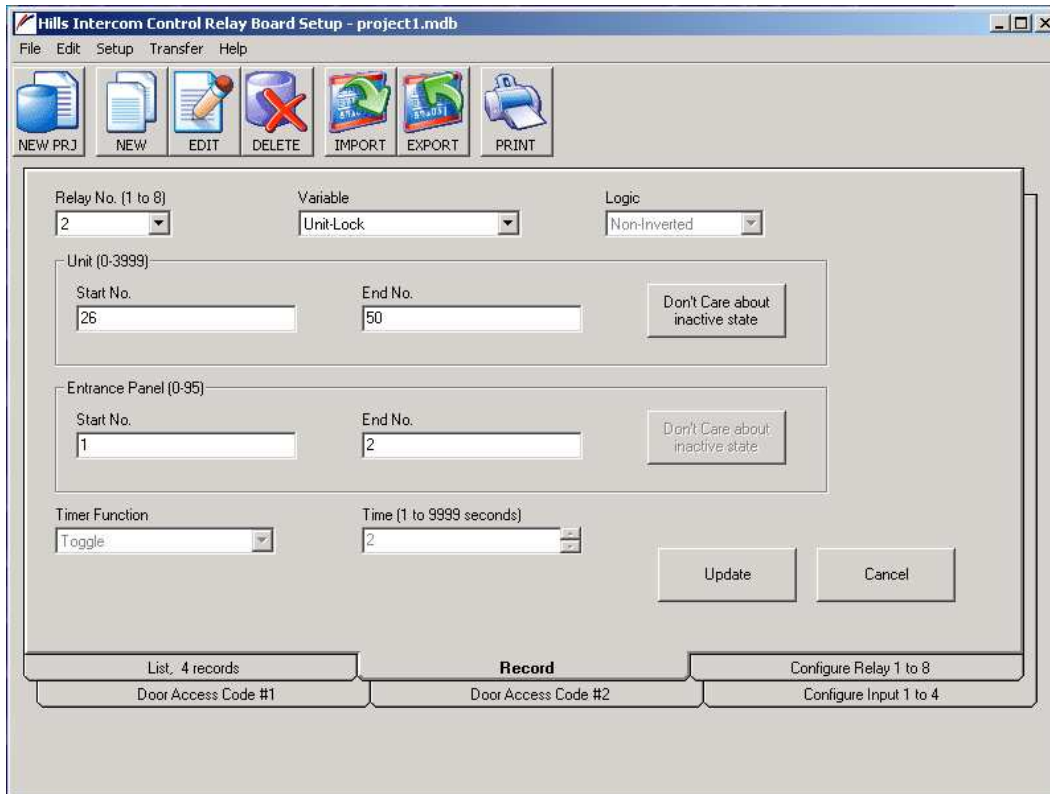 Hills Intercom Control Relay Board Setup - project1.mdb
File Edit Setup Transfer Help
NEW PRJ NEW EDIT DELETE IMPORT EXPORT PRINT
Relay No. (1 to 8) Variable Logic
2 Unit-Lock Non-Inverted
Unit (0-3999)
Start No. End No.
26 50
Don't Care about
inactive state
Entrance Panel (0-95)
Start No. End No.
1 2
Don't Care about
inactive state
Timer Function Time (1 to 9999 seconds)
Toggle 2
Update Cancel
List, 4 records Record Configure Relay 1 to 8
Door Access Code #1 Door Access Code #2 Configure Input 1 to 4